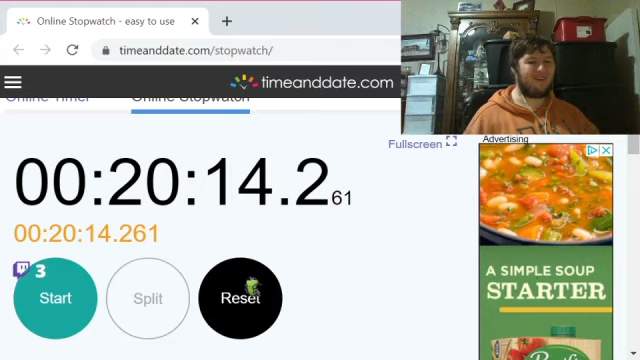 Online Stopwatch - easy to use
timeanddate.com/stopwatch/
timeanddate.com
Online Timer
Online Stopwatch
Fullscreen
Advertising
00:20:14.261
00:20:14.261
3
Start
Split
Reset
A SIMPLE SOUP
STARTER